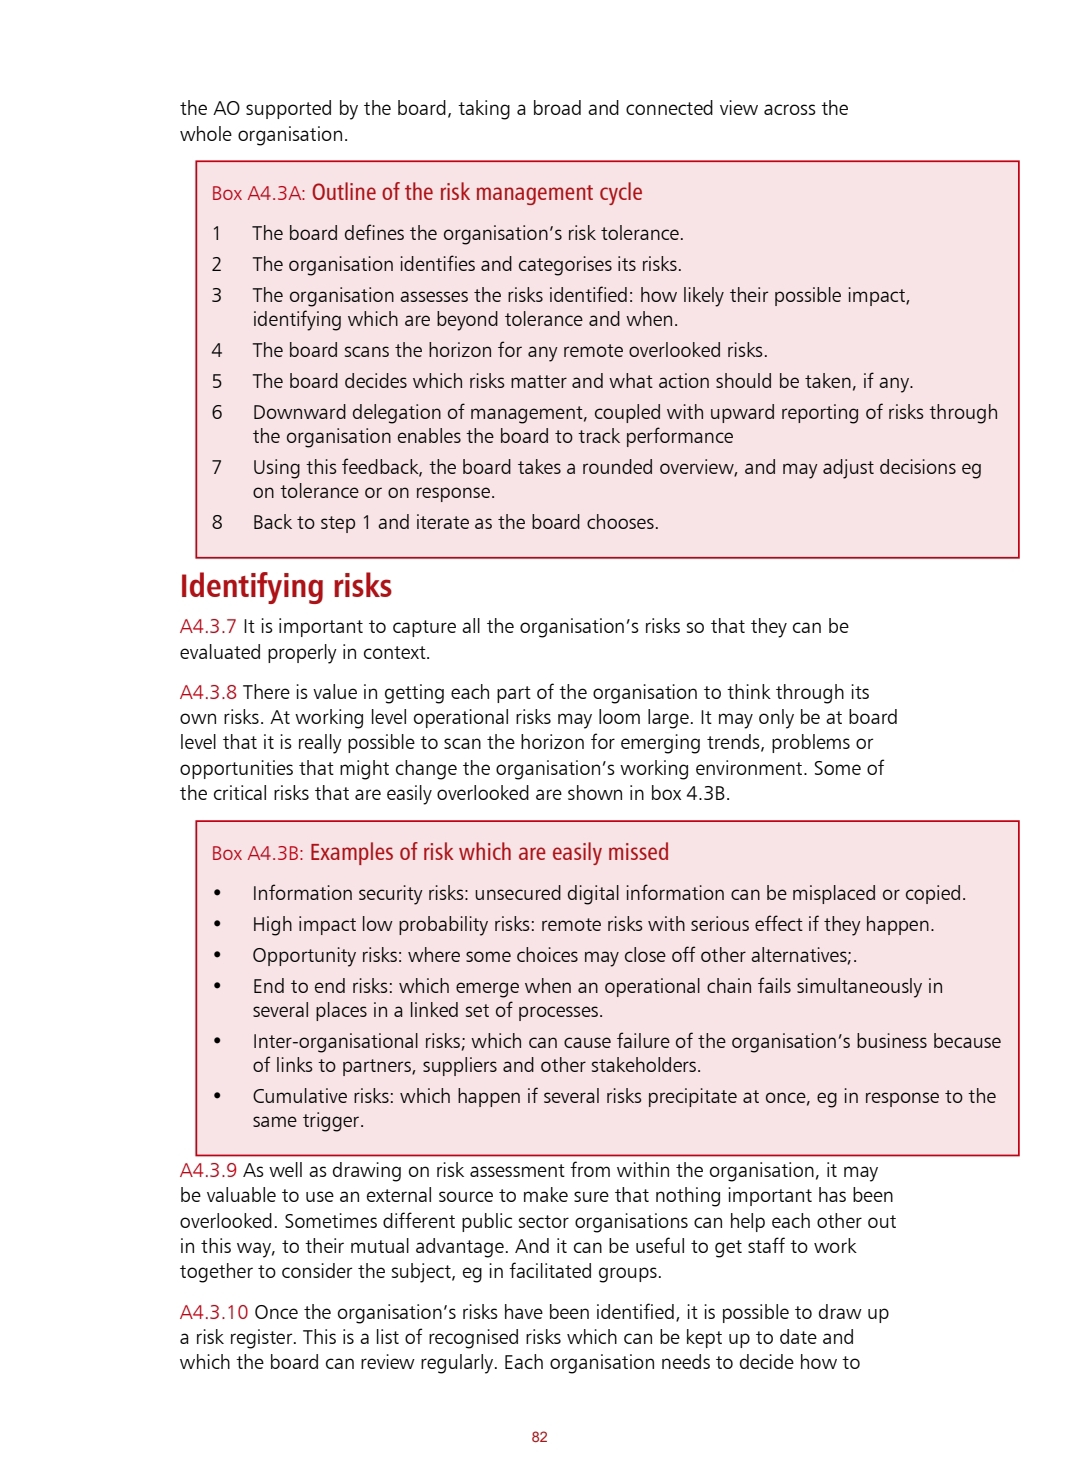 the AO supported by the board, taking a broad and connected view across the
whole organisation.
Box A4.3A: Outline of the risk management cycle
1 The board defines the organisation's risk tolerance.
2 The organisation identifies and categorises its risks.
3 The organisation assesses the risks identified: how likely their possible impact,
identifying which are beyond tolerance and when.
4 The board scans the horizon for any remote overlooked risks.
5 The board decides which risks matter and what action should be taken, if any.
6 Downward delegation of management, coupled with upward reporting of risks through
the organisation enables the board to track performance
7 Using this feedback, the board takes a rounded overview, and may adjust decisions eg
on tolerance or on response.
8 Back to step 1 and iterate as the board chooses.
Identifying risks
A4.3.7 It is important to capture all the organisation's risks so that they can be
evaluated properly in context.
A4.3.8 There is value in getting each part of the organisation to think through its
own risks. At working level operational risks may loom large. It may only be at board
level that it is really possible to scan the horizon for emerging trends, problems or
opportunities that might change the organisation's working environment. Some of
the critical risks that are easily overlooked are shown in box 4.3B.
Box A4.3B: Examples of risk which are easily missed
• Information security risks: unsecured digital information can be misplaced or copied.
• High impact low probability risks: remote risks with serious effect if they happen.
• Opportunity risks: where some choices may close off other alternatives;.
• End to end risks: which emerge when an operational chain fails simultaneously in
several places in a linked set of processes.
• Inter-organisational risks; which can cause failure of the organisation's business because
of links to partners, suppliers and other stakeholders.
• Cumulative risks: which happen if several risks precipitate at once, eg in response to the
same trigger.
A4.3.9 As well as drawing on risk assessment from within the organisation, it may
be valuable to use an external source to make sure that nothing important has been
overlooked. Sometimes different public sector organisations can help each other out
in this way, to their mutual advantage. And it can be useful to get staff to work
together to consider the subject, eg in facilitated groups.
A4.3.10 Once the organisation's risks have been identified, it is possible to draw up
a risk register. This is a list of recognised risks which can be kept up to date and
which the board can review regularly. Each organisation needs to decide how to
82